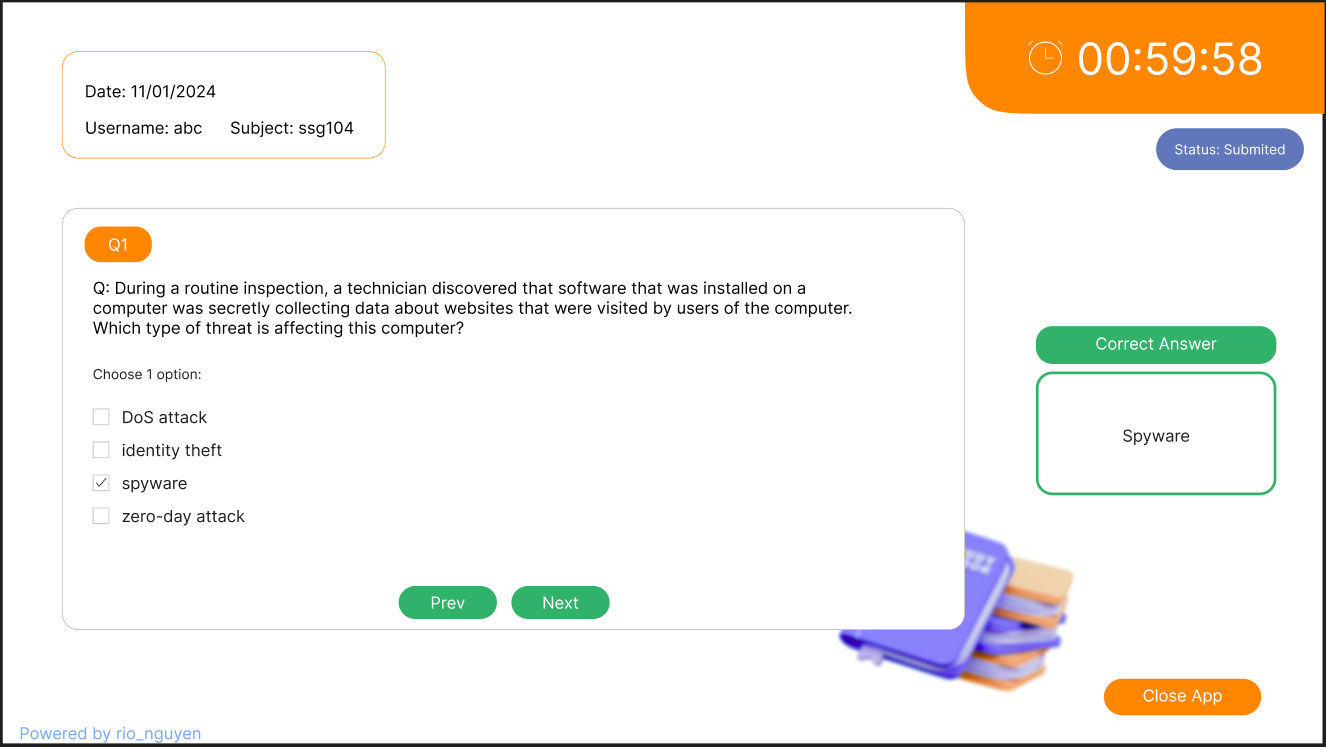 00:59:58
Date: 11/01/2024
Username: abc Subject: ssg104
Status: Submited
Q1
Q: During a routine inspection, a technician discovered that software that was installed on a
computer was secretly collecting data about websites that were visited by users of the computer.
Which type of threat is affecting this computer?
Choose 1 option:
DoS attack
identity theft
spyware
zero-day attack
Prev Next
Correct Answer
Spyware
Close App
Powered by rio_nguyen